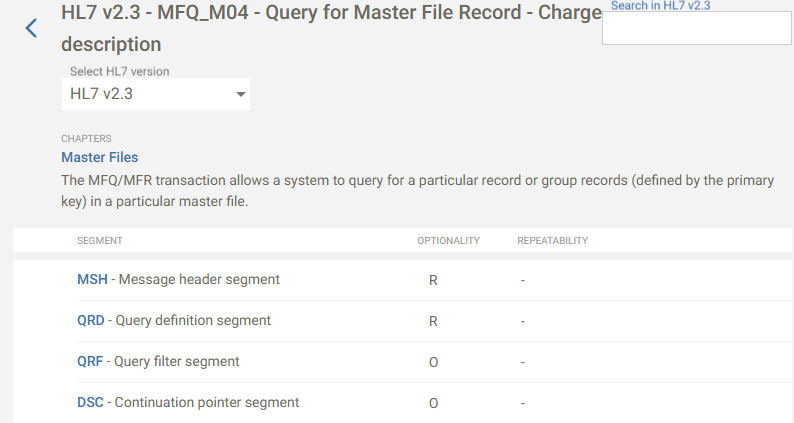 HL7 v2.3 - MFQ_M04 - Query for Master File Record - Charge
description
Search in HL7 v2.3
Select HL7 version
HL7 v2.3
CHAPTERS
Master Files
The MFQ/MFR transaction allows a system to query for a particular record or group records (defined by the primary
key) in a particular master file.
SEGMENT OPTIONALITY REPEATABILITY
MSH - Message header segment R -
QRD - Query definition segment R -
QRF - Query filter segment O -
DSC - Continuation pointer segment O -